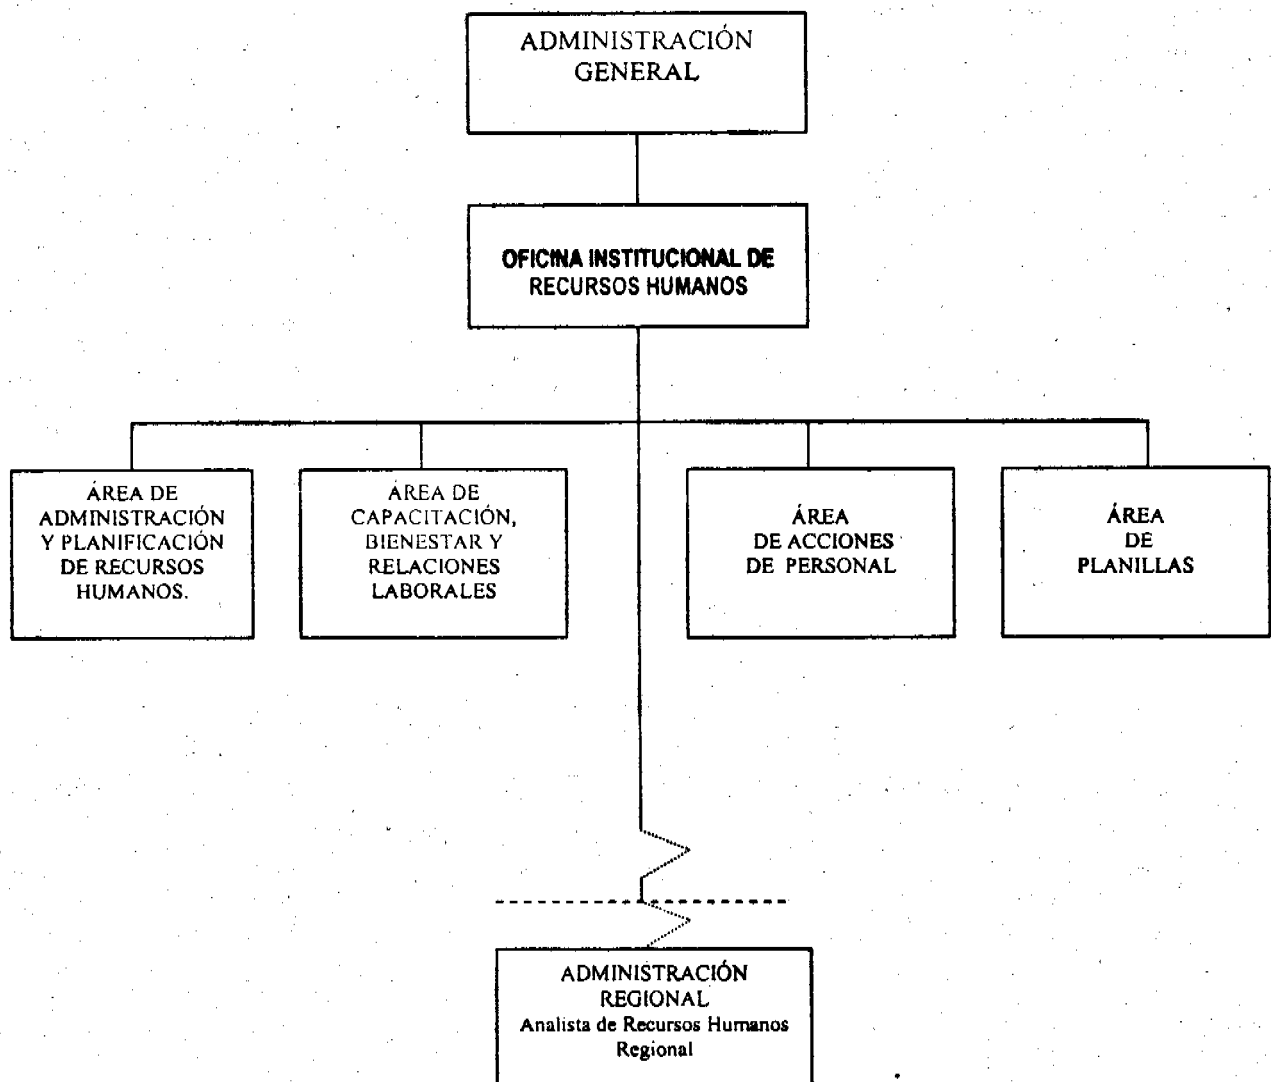 ADMINISTRACIÓN
GENERAL
OFICINA INSTITUCIONAL DE
RECURSOS HUMANOS
ÁREA DE
ADMINISTRACIÓN
Y PLANIFICACIÓN
DE RECURSOS
HUMANOS.
ÁREA DE
CAPACITACIÓN,
BIENESTAR Y
RELACIONES
LABORALES
ÁREA
DE ACCIONES
DE PERSONAL
ÁREA
DE
PLANILLAS
ADMINISTRACIÓN
REGIONAL
Analista de Recursos Humanos
Regional